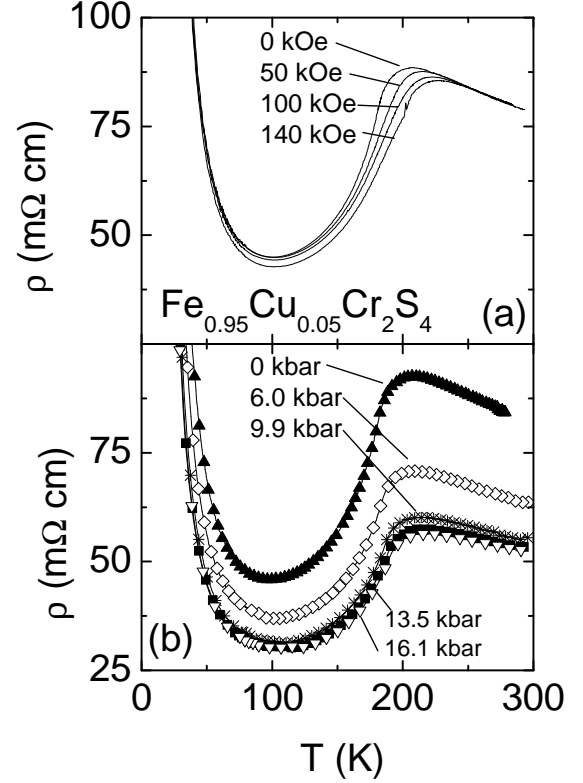 100
75
50
ρ (mΩ cm)
0 kOe
50 kOe
100 kOe
140 kOe
Fe0.95Cu0.05Cr2S4
(a)
75
50
25
ρ (mΩ cm)
0 kbar
6.0 kbar
9.9 kbar
13.5 kbar
16.1 kbar
(b)
0 100 200 300
T (K)